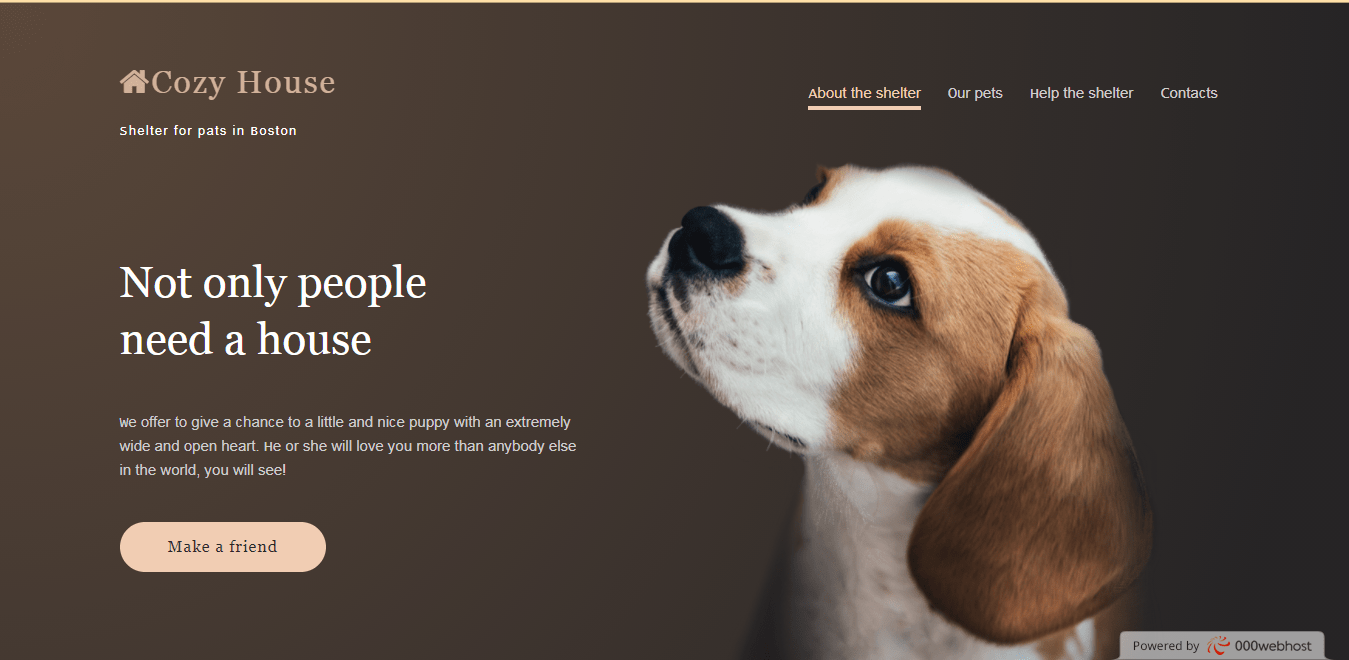 Cozy House
Shelter for pats in Boston
About the shelter
Our pets
Help the shelter
Contacts
Not only people
need a house
We offer to give a chance to a little and nice puppy with an extremely
wide and open heart. He or she will love you more than anybody else
in the world, you will see!
Make a friend
Powered by 000webhost